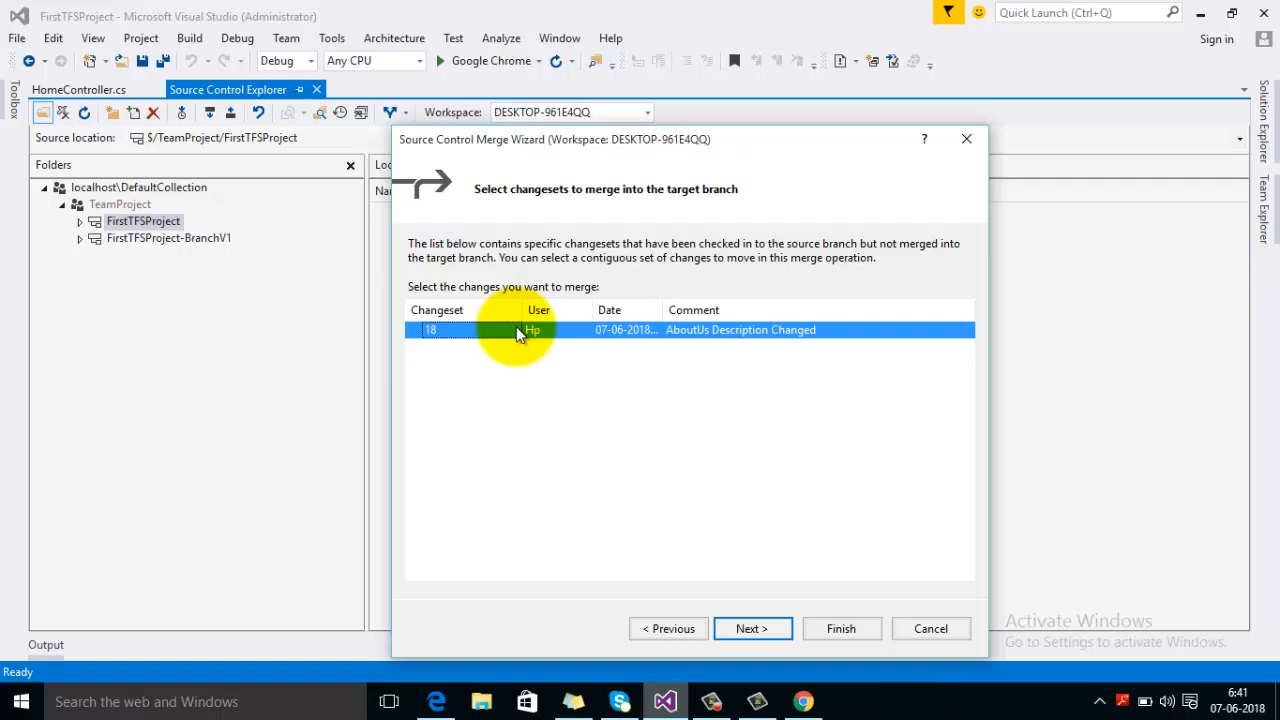 FirstTFSProject - Microsoft Visual Studio (Administrator)
Quick Launch (Ctrl+Q)
File Edit View Project Build Debug Team Tools Architecture Test Analyze Window Help
Sign in
Debug Any CPU Google Chrome
HomeController.cs Source Control Explorer
Workspace: DESKTOP-961E4QQ
Source location: $/TeamProject/FirstTFSProject
Toolbox
Solution Explorer
Team Explorer
Folders
Loc
Nam
localhost\DefaultCollection
TeamProject
FirstTFSProject
FirstTFSProject-BranchV1
Source Control Merge Wizard (Workspace: DESKTOP-961E4QQ)
?
Select changesets to merge into the target branch
The list below contains specific changesets that have been checked in to the source branch but not merged into
the target branch. You can select a contiguous set of changes to move in this merge operation.
Select the changes you want to merge:
Changeset User Date Comment
18 Hp 07-06-2018... AboutUs Description Changed
< Previous Next > Finish Cancel
Activate Windows
Go to Settings to activate Windows.
Output
Ready
Search the web and Windows
6:41
07-06-2018